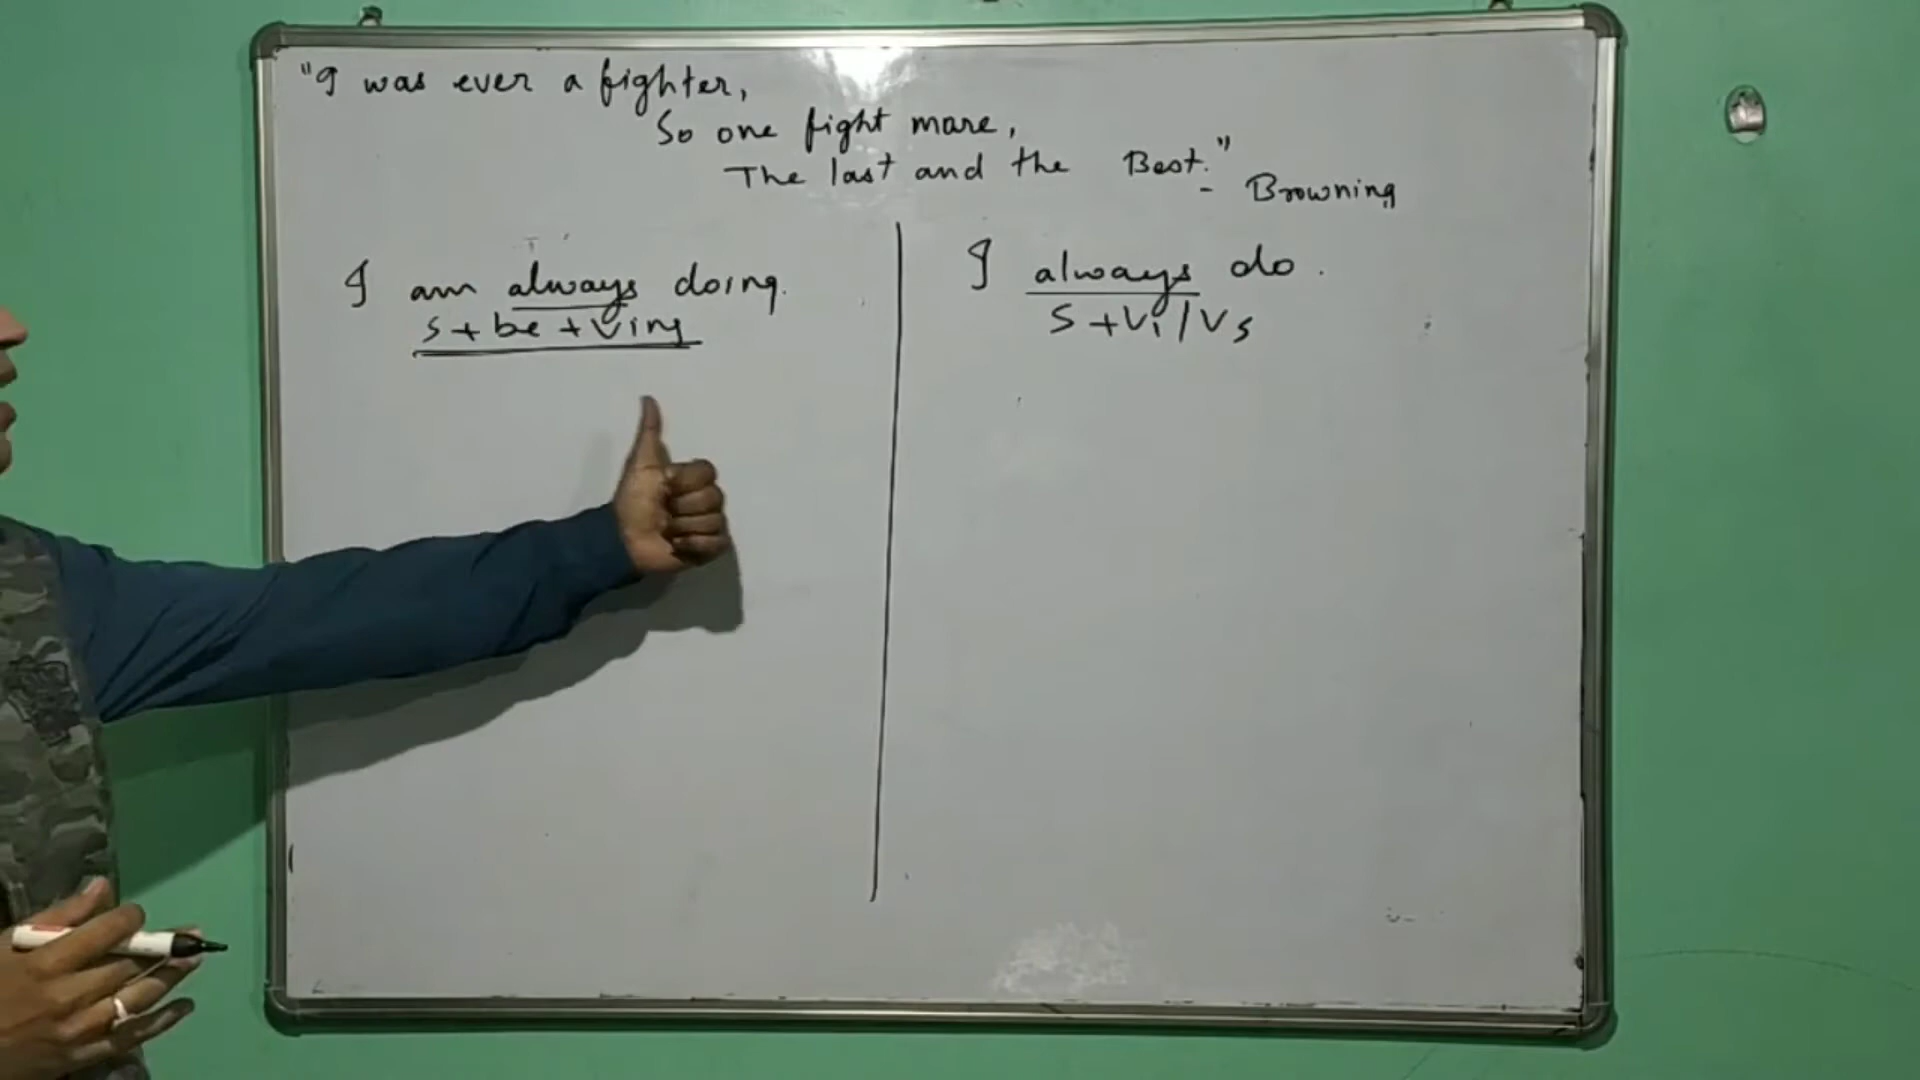 "I was ever a fighter,
So one fight more,
The last and the Best."
- Browning
I am always doing.
S + be + Ving
I always do.
S + V1 / Vs